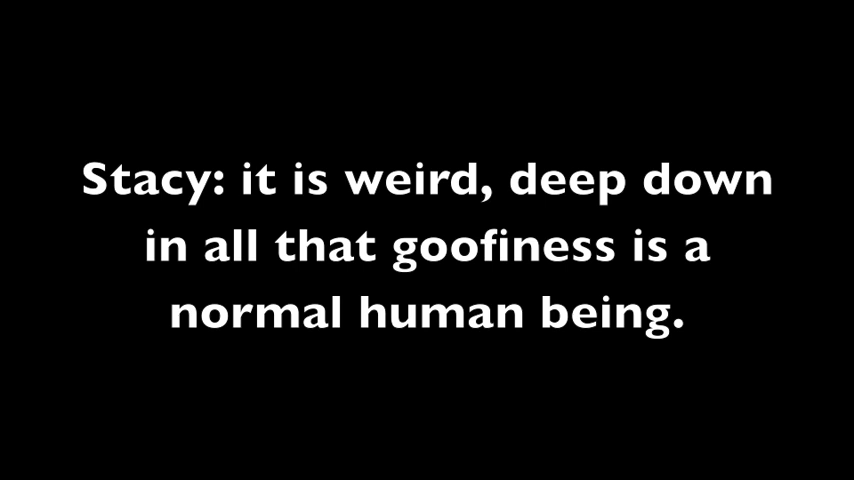 Stacy: it is weird, deep down
in all that goofiness is a
normal human being.